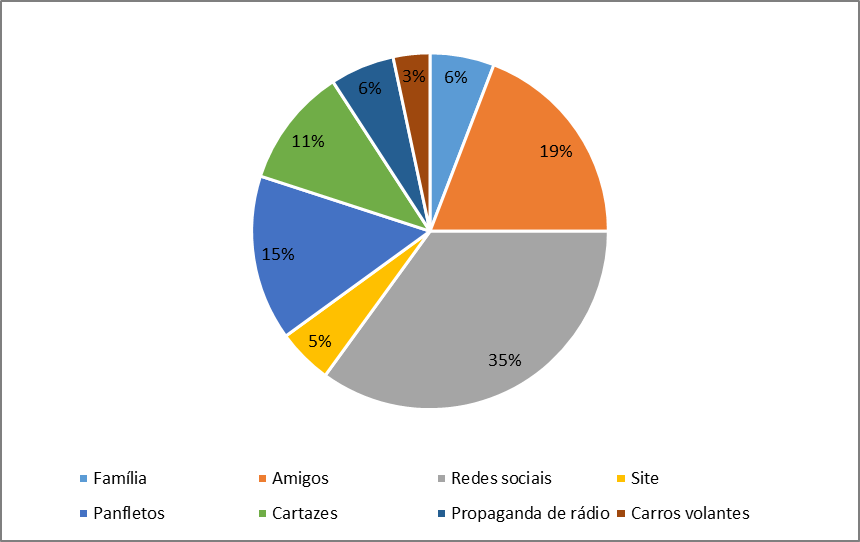 3%
6%
6%
11%
19%
15%
5%
35%
Família
Amigos
Redes sociais
Site
Panfletos
Cartazes
Propaganda de rádio
Carros volantes